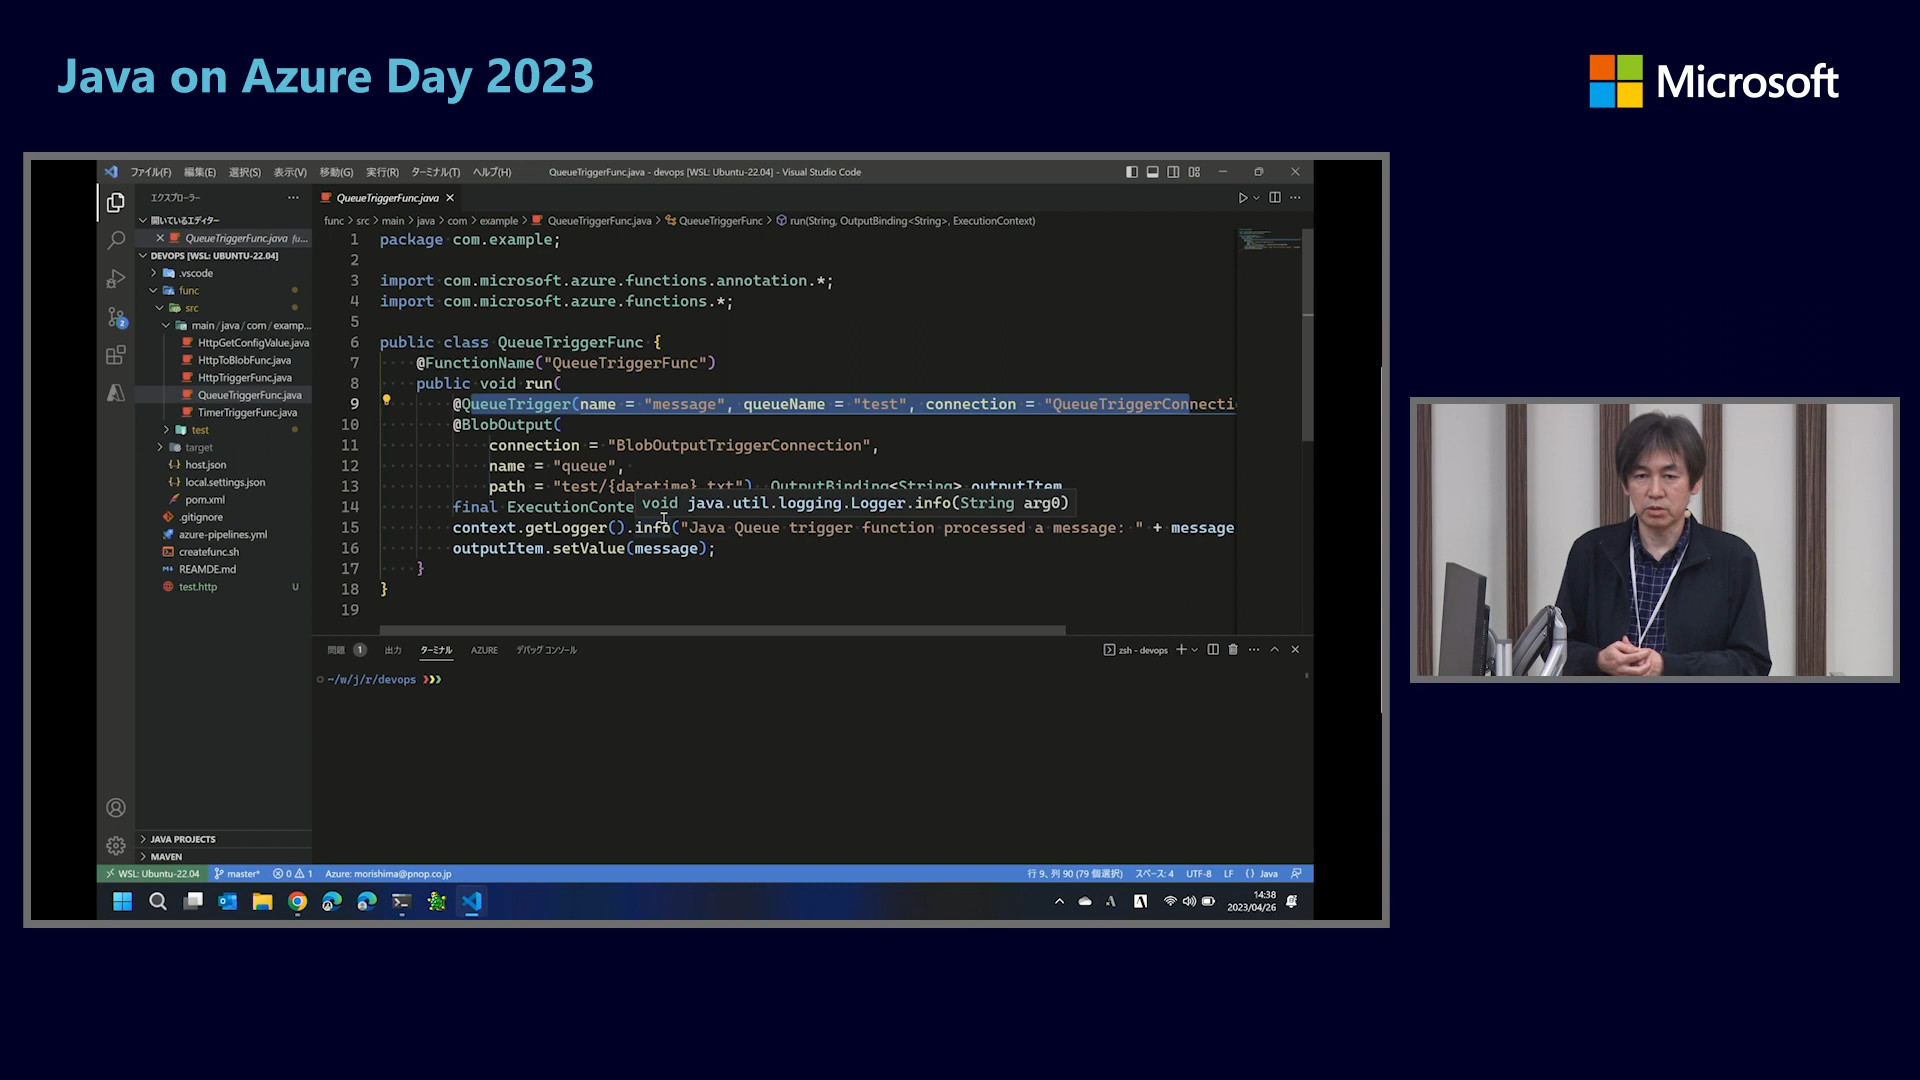 Java on Azure Day 2023
Microsoft
ファイル(F) 編集(E) 選択(S) 表示(V) 移動(G) 実行(R) ターミナル(T) ヘルプ(H)
QueueTriggerFunc.java - devops [WSL: Ubuntu-22.04] - Visual Studio Code
エクスプローラー
開いているエディター
QueueTriggerFunc.java fu...
DEVOPS [WSL: UBUNTU-22.04]
.vscode
func
src
main / java / com / examp...
HttpGetConfigValue.java
HttpToBlobFunc.java
HttpTriggerFunc.java
QueueTriggerFunc.java
TimerTriggerFunc.java
test
target
host.json
local.settings.json
pom.xml
.gitignore
azure-pipelines.yml
createfunc.sh
REAMDE.md
test.http U
JAVA PROJECTS
MAVEN
2
QueueTriggerFunc.java
func > src > main > java > com > example > QueueTriggerFunc.java > QueueTriggerFunc > run(String, OutputBinding<String>, ExecutionContext)
1 package com.example;
2
3 import com.microsoft.azure.functions.annotation.*;
4 import com.microsoft.azure.functions.*;
5
6 public class QueueTriggerFunc {
7 @FunctionName("QueueTriggerFunc")
8 public void run(
9 @QueueTrigger(name = "message", queueName = "test", connection = "QueueTriggerConnecti
10 @BlobOutput(
11 connection = "BlobOutputTriggerConnection",
12 name = "queue",
13 path = "test/{datetime}.txt") OutputBinding<String> outputItem
14 final ExecutionConte
void java.util.logging.Logger.info(String arg0)
15 context.getLogger().info("Java Queue trigger function processed a message: " + message
16 outputItem.setValue(message);
17 }
18 }
19
問題 1 出力 ターミナル AZURE デバッグ コンソール
zsh - devops
~/w/j/r/devops ❯❯❯
WSL: Ubuntu-22.04 master* 0 1 Azure: morishima@pnop.co.jp
行 9、列 90 (79 個選択) スペース: 4 UTF-8 LF {} Java
A
14:38
2023/04/26